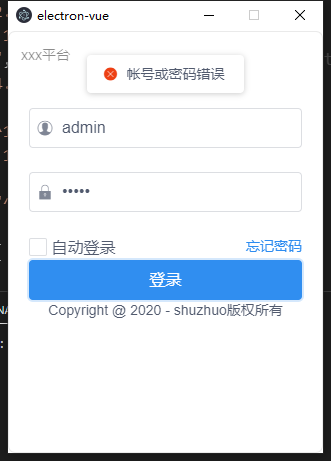 electron-vue
xxx平台
帐号或密码错误
admin
•••••
自动登录
忘记密码
登录
Copyright @ 2020 - shuzhuo版权所有